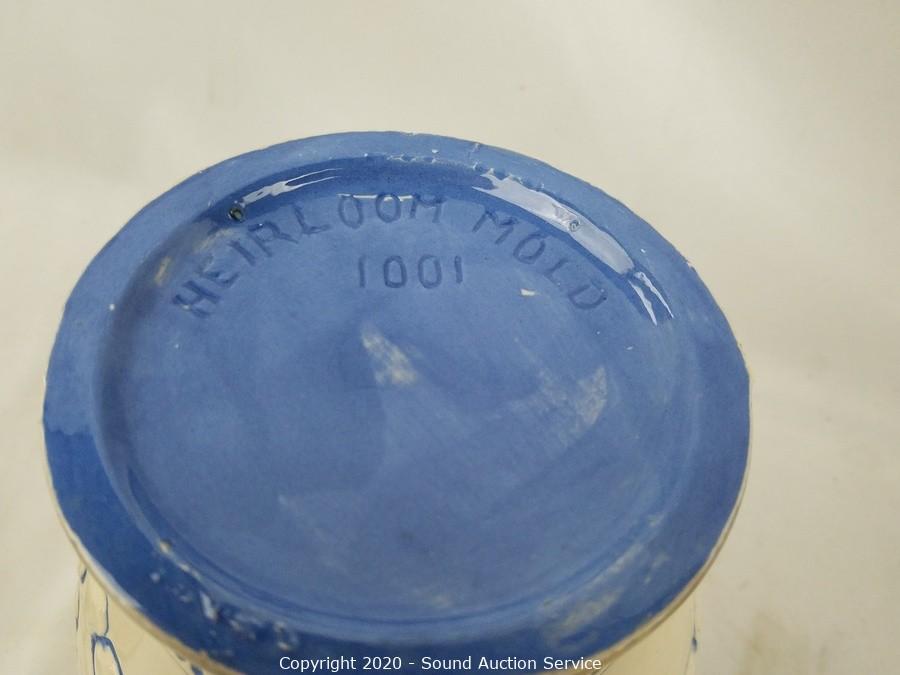 HEIRLOOM MOLD
1001
Copyright 2020 - Sound Auction Service